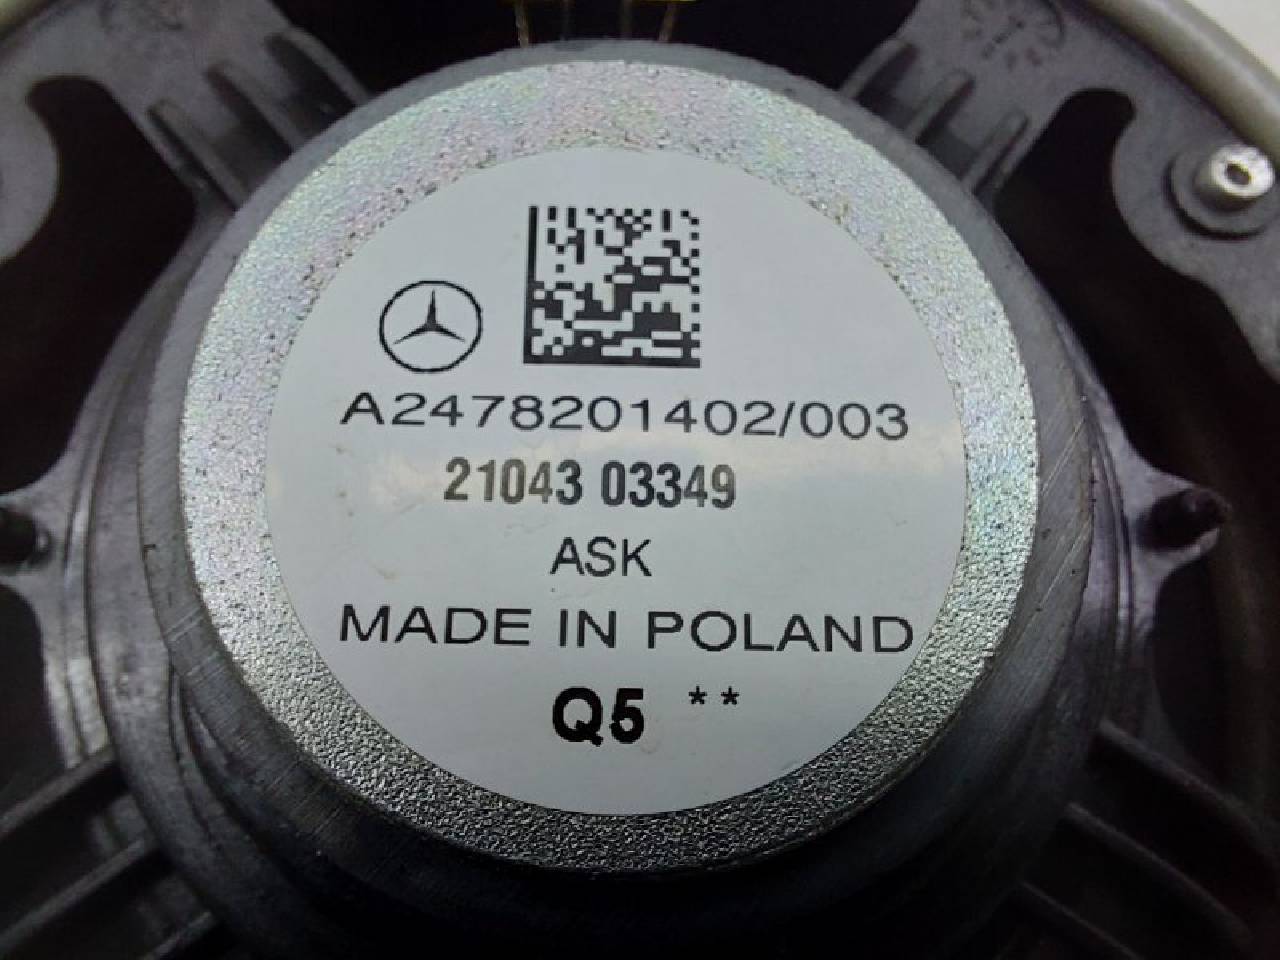 A2478201402/003
21043 03349
ASK
MADE IN POLAND
Q5 **